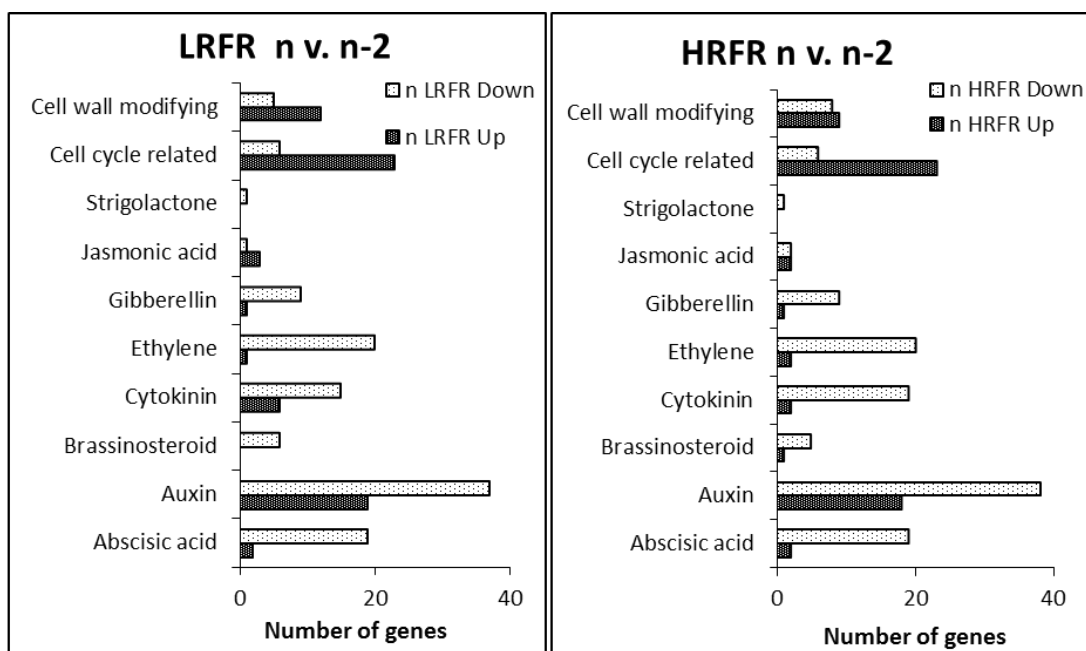 LRFR n v. n-2
n LRFR Down
n LRFR Up
Cell wall modifying
Cell cycle related
Strigolactone
Jasmonic acid
Gibberellin
Ethylene
Cytokinin
Brassinosteroid
Auxin
Abscisic acid
0 20 40
Number of genes
HRFR n v. n-2
n HRFR Down
n HRFR Up
Cell wall modifying
Cell cycle related
Strigolactone
Jasmonic acid
Gibberellin
Ethylene
Cytokinin
Brassinosteroid
Auxin
Abscisic acid
0 20 40
Number of genes